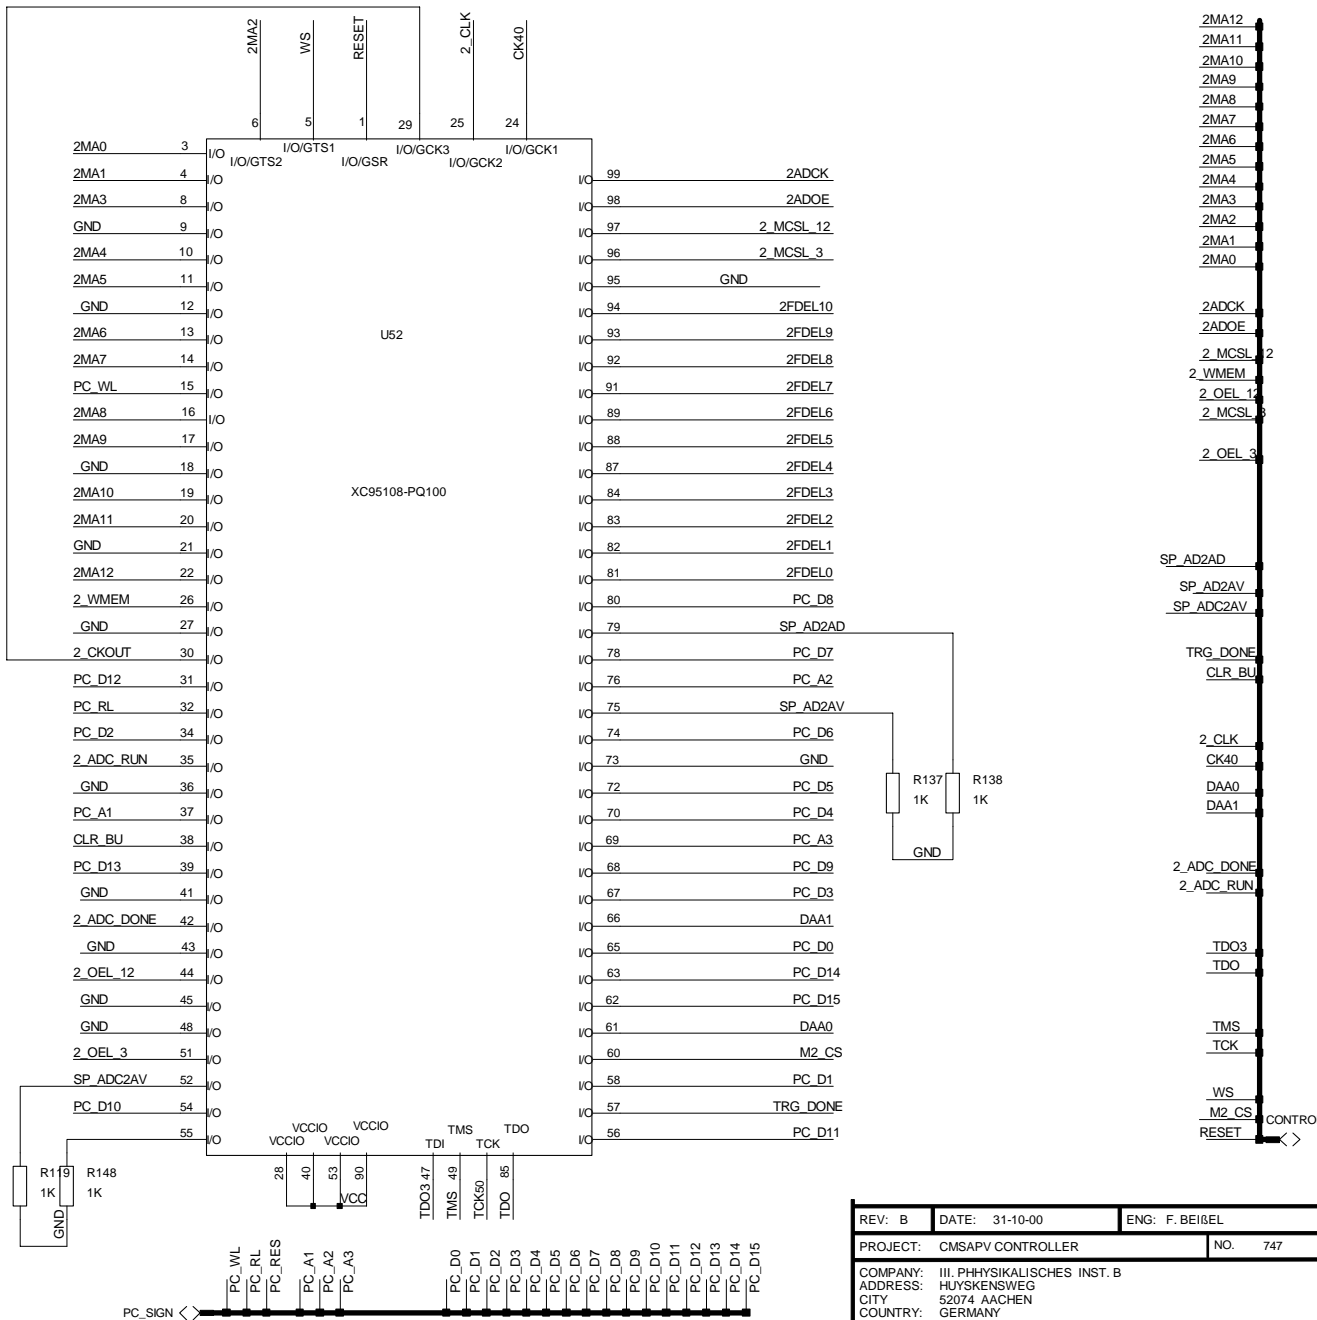 2MA2
WS
RESET
2_CLK
CK40
6
5
1
29
25
24
I/O/GTS2
I/O/GTS1
I/O/GSR
I/O/GCK3
I/O/GCK2
I/O/GCK1
2MA0 3 I/O
2MA1 4 I/O
2MA3 8 I/O
GND 9 I/O
2MA4 10 I/O
2MA5 11 I/O
GND 12 I/O
2MA6 13 I/O
2MA7 14 I/O
PC_WL 15 I/O
2MA8 16 I/O
2MA9 17 I/O
GND 18 I/O
2MA10 19 I/O
2MA11 20 I/O
GND 21 I/O
2MA12 22 I/O
2_WMEM 26 I/O
GND 27 I/O
2_CKOUT 30 I/O
PC_D12 31 I/O
PC_RL 32 I/O
PC_D2 34 I/O
2_ADC_RUN 35 I/O
GND 36 I/O
PC_A1 37 I/O
CLR_BU 38 I/O
PC_D13 39 I/O
GND 41 I/O
2_ADC_DONE 42 I/O
GND 43 I/O
2_OEL_12 44 I/O
GND 45 I/O
GND 48 I/O
2_OEL_3 51 I/O
SP_ADC2AV 52 I/O
PC_D10 54 I/O
55 I/O
U52
XC95108-PQ100
I/O 99 2ADCK
I/O 98 2ADOE
I/O 97 2_MCSL_12
I/O 96 2_MCSL_3
I/O 95 GND
I/O 94 2FDEL10
I/O 93 2FDEL9
I/O 92 2FDEL8
I/O 91 2FDEL7
I/O 89 2FDEL6
I/O 88 2FDEL5
I/O 87 2FDEL4
I/O 84 2FDEL3
I/O 83 2FDEL2
I/O 82 2FDEL1
I/O 81 2FDEL0
I/O 80 PC_D8
I/O 79 SP_AD2AD
I/O 78 PC_D7
I/O 76 PC_A2
I/O 75 SP_AD2AV
I/O 74 PC_D6
I/O 73 GND
I/O 72 PC_D5
I/O 70 PC_D4
I/O 69 PC_A3
I/O 68 PC_D9
I/O 67 PC_D3
I/O 66 DAA1
I/O 65 PC_D0
I/O 63 PC_D14
I/O 62 PC_D15
I/O 61 DAA0
I/O 60 M2_CS
I/O 58 PC_D1
I/O 57 TRG_DONE
I/O 56 PC_D11
R137
1K
R138
1K
GND
R119
1K
R148
1K
GND
VCCIO
VCCIO
VCCIO
VCCIO
TDI
TMS
TCK
TDO
28
40
53
90
VCC
TDO3 47
TMS 49
TCK 50
TDO 85
2MA12
2MA11
2MA10
2MA9
2MA8
2MA7
2MA6
2MA5
2MA4
2MA3
2MA2
2MA1
2MA0
2ADCK
2ADOE
2_MCSL_12
2_WMEM
2_OEL_12
2_MCSL_3
2_OEL_3
SP_AD2AD
SP_AD2AV
SP_ADC2AV
TRG_DONE
CLR_BU
2_CLK
CK40
DAA0
DAA1
2_ADC_DONE
2_ADC_RUN
TDO3
TDO
TMS
TCK
WS
M2_CS
RESET
CONTRO
PC_SIGN
PC_WL
PC_RL
PC_RES
PC_A1
PC_A2
PC_A3
PC_D0
PC_D1
PC_D2
PC_D3
PC_D4
PC_D5
PC_D6
PC_D7
PC_D8
PC_D9
PC_D10
PC_D11
PC_D12
PC_D13
PC_D14
PC_D15
REV: B DATE: 31-10-00 ENG: F. BEIßEL
PROJECT: CMSAPV CONTROLLER NO. 747
COMPANY: III. PHHYSIKALISCHES INST. B
ADDRESS: HUYSKENSWEG
CITY 52074 AACHEN
COUNTRY: GERMANY